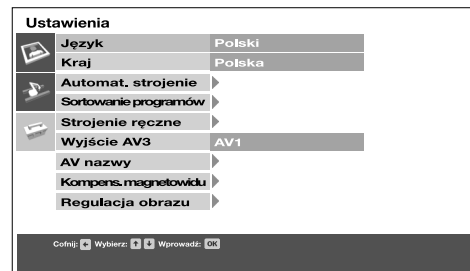 Ustawienia
Język Polski
Kraj Polska
Automat. strojenie
Sortowanie programów
Strojenie ręczne
Wyjście AV3 AV1
AV nazwy
Kompens. magnetowidu
Regulacja obrazu
Cofnij: Wybierz: Wprowadź: OK